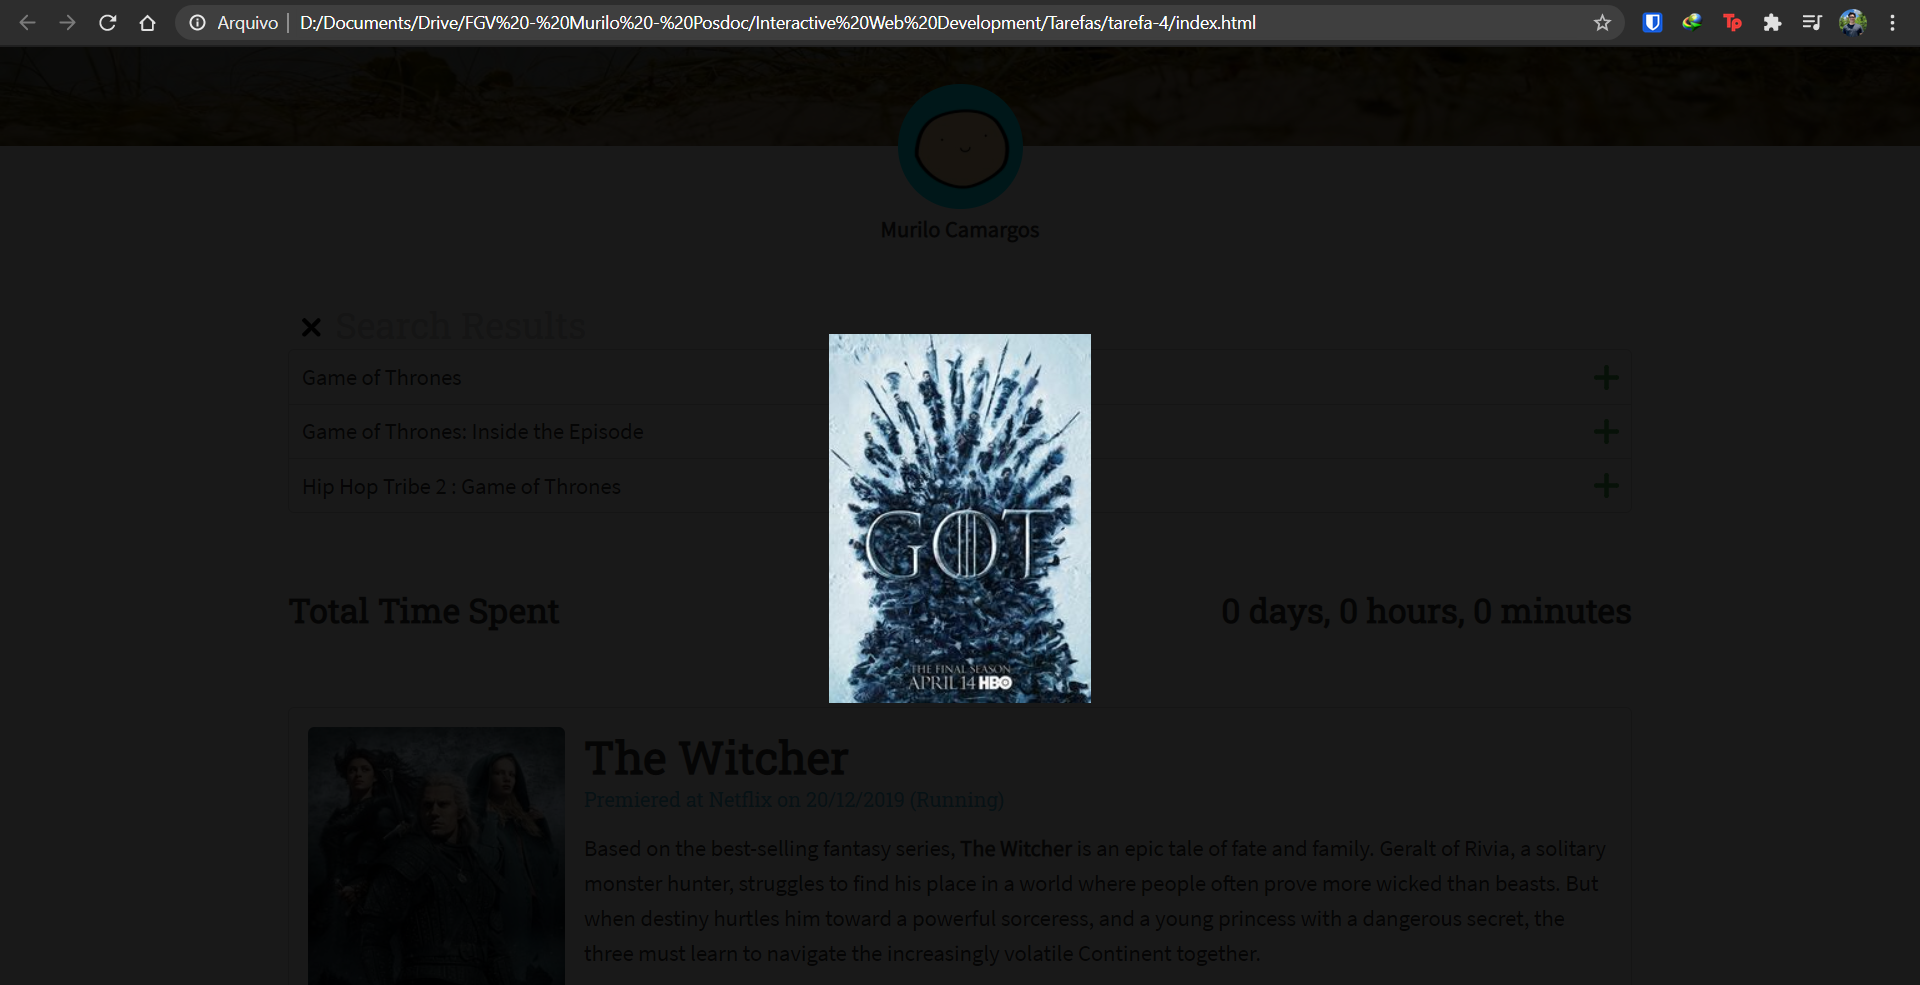 Arquivo
D:/Documents/Drive/FGV%20-%20Murilo%20-%20Posdoc/Interactive%20Web%20Development/Tarefas/tarefa-4/index.html
Tp
Murilo Camargos
Search Results
Game of Thrones
Game of Thrones: Inside the Episode
Hip Hop Tribe 2 : Game of Thrones
GOT
THE FINAL SEASON
APRIL 14 HBO
Total Time Spent
0 days, 0 hours, 0 minutes
The Witcher
Premiered at Netflix on 20/12/2019 (Running)
Based on the best-selling fantasy series, The Witcher is an epic tale of fate and family. Geralt of Rivia, a solitary
monster hunter, struggles to find his place in a world where people often prove more wicked than beasts. But
when destiny hurtles him toward a powerful sorceress, and a young princess with a dangerous secret, the
three must learn to navigate the increasingly volatile Continent together.